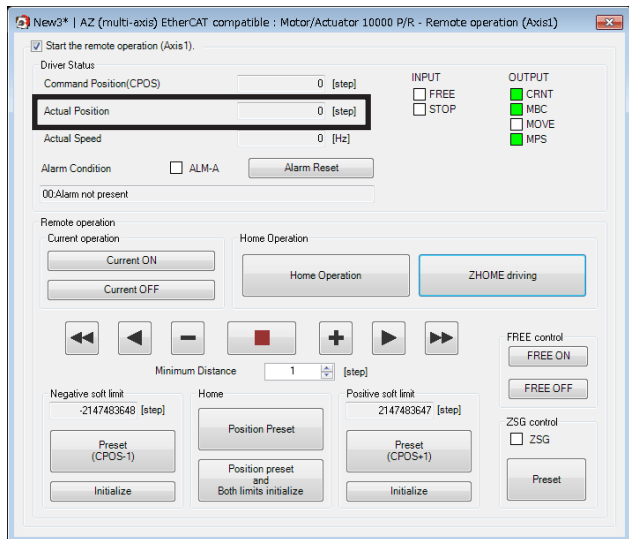 New3* | AZ (multi-axis) EtherCAT compatible : Motor/Actuator 10000 P/R - Remote operation (Axis1)
Start the remote operation (Axis1).
Driver Status
Command Position(CPOS) 0 [step]
INPUT OUTPUT
FREE CRNT
Actual Position 0 [step]
STOP MBC
MOVE
Actual Speed 0 [Hz]
MPS
Alarm Condition ALM-A Alarm Reset
00:Alarm not present
Remote operation
Current operation Home Operation
Current ON
Home Operation ZHOME driving
Current OFF
FREE control
FREE ON
Minimum Distance 1 [step]
FREE OFF
Negative soft limit Home Positive soft limit
-2147483648 [step] 2147483647 [step]
ZSG control
Position Preset
ZSG
Preset
(CPOS-1)
Preset
(CPOS+1)
Position preset
and
Both limits initialize
Preset
Initialize Initialize